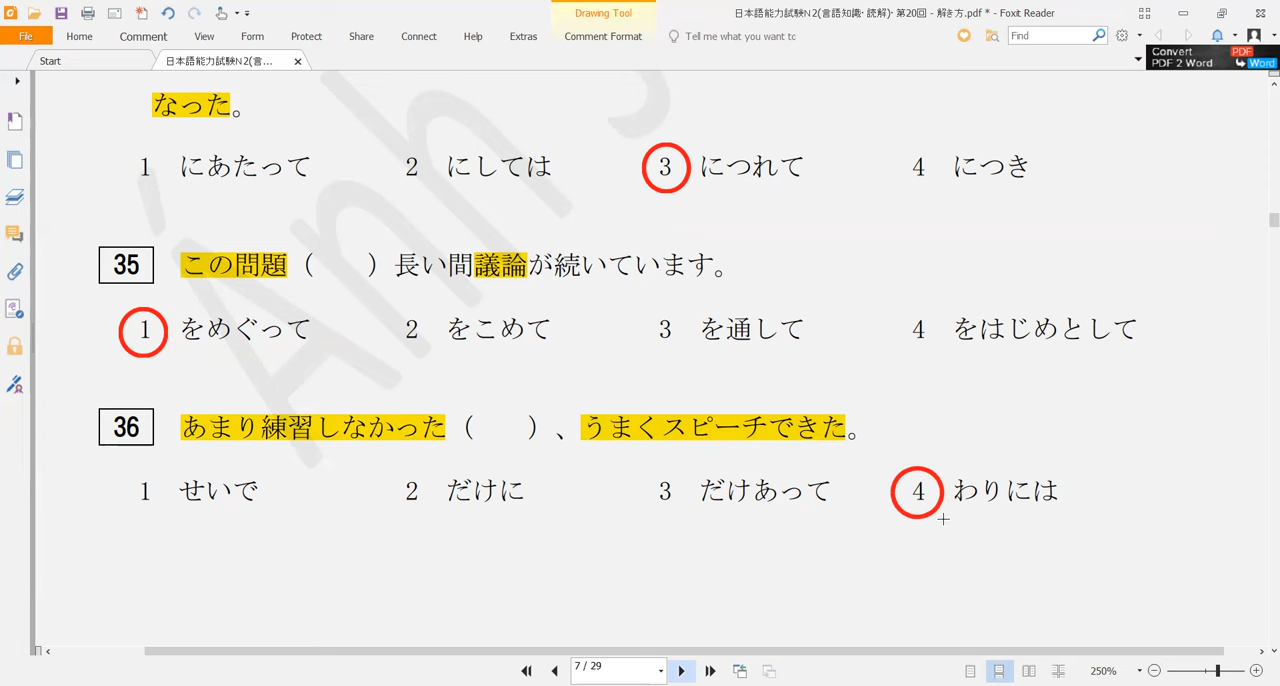 日本語能力試験N2(言語知識・読解)・第20回 - 解き方.pdf * - Foxit Reader
Drawing Tool
File Home Comment View Form Protect Share Connect Help Extras Comment Format Tell me what you want tc Find
Start 日本語能力試験N2(言... Convert PDF 2 Word PDF Word
なった。
1 にあたって 2 にしては 3 につれて 4 につき
35 この問題( )長い間議論が続いています。
1 をめぐって 2 をこめて 3 を通して 4 をはじめとして
36 あまり練習しなかった( )、うまくスピーチできた。
1 せいで 2 だけに 3 だけあって 4 わりには
7 / 29 250%